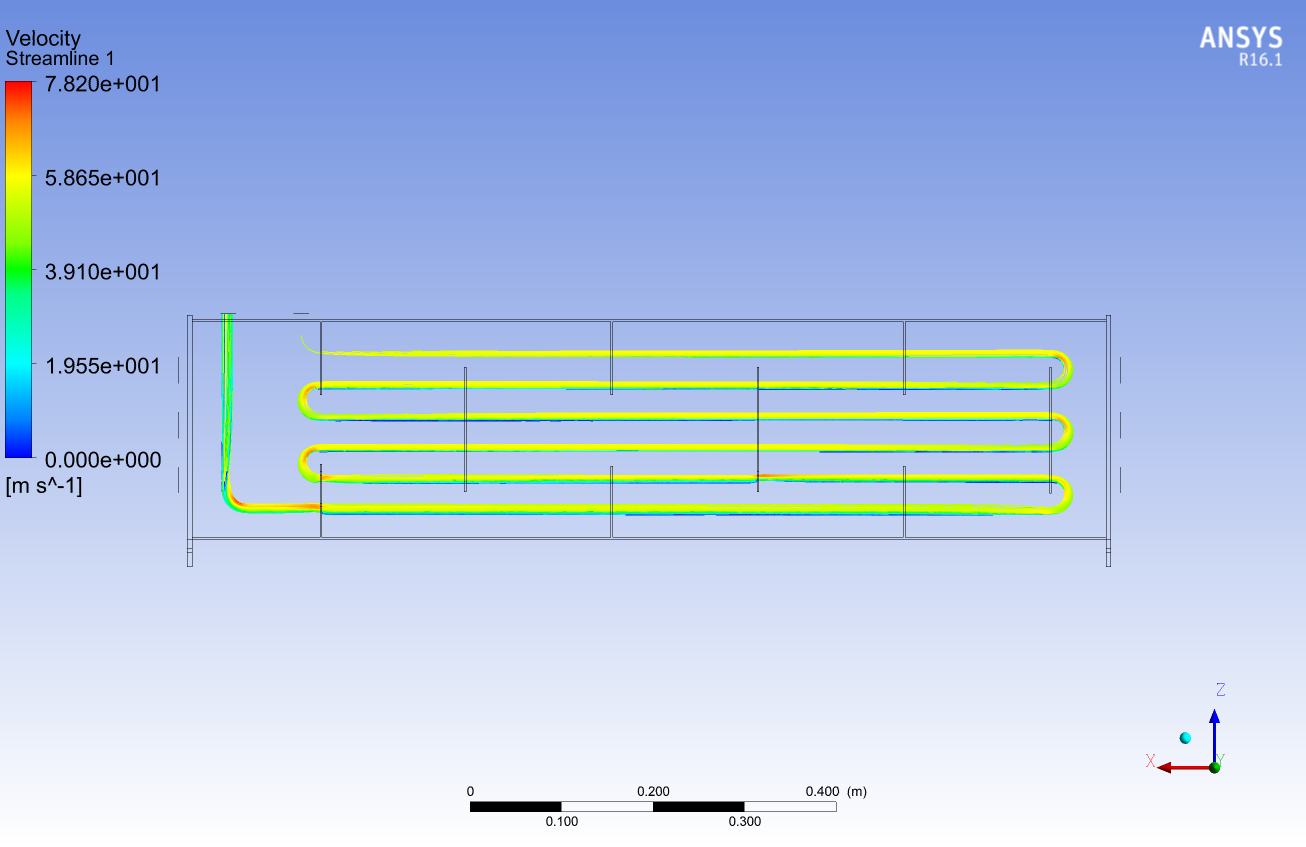 Velocity
Streamline 1
7.820e+001
5.865e+001
3.910e+001
1.955e+001
0.000e+000
[m s^-1]
ANSYS
R16.1
Z
X
Y
0 0.200 0.400 (m)
0.100 0.300